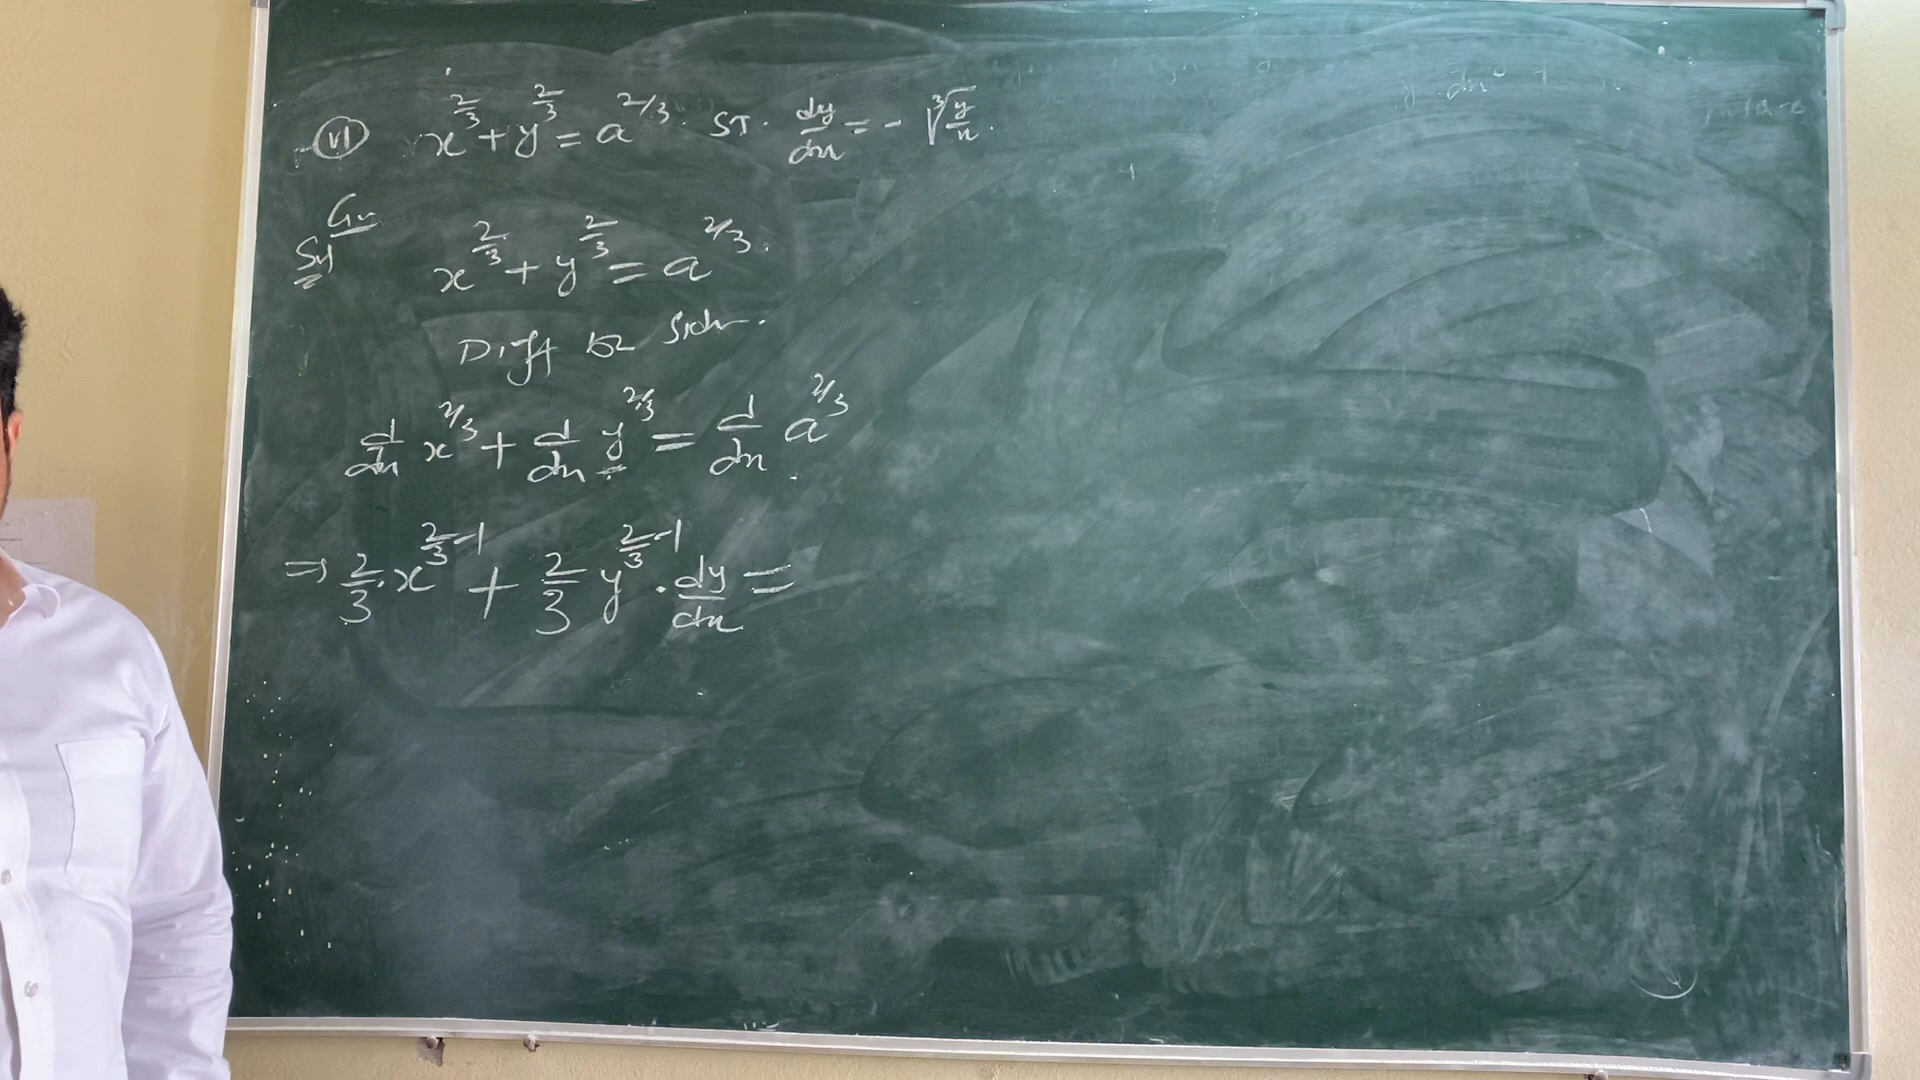 (vi) x^{2/3} + y^{2/3} = a^{2/3}. ST. dy/dx = - ∛(y/x).
Gn
Sol x^{2/3} + y^{2/3} = a^{2/3}.
Diff b/s sides.
d/dx x^{2/3} + d/dx y^{2/3} = d/dx a^{2/3}
⇒ 2/3 . x^{2/3 - 1} + 2/3 y^{2/3 - 1} . dy/dx =